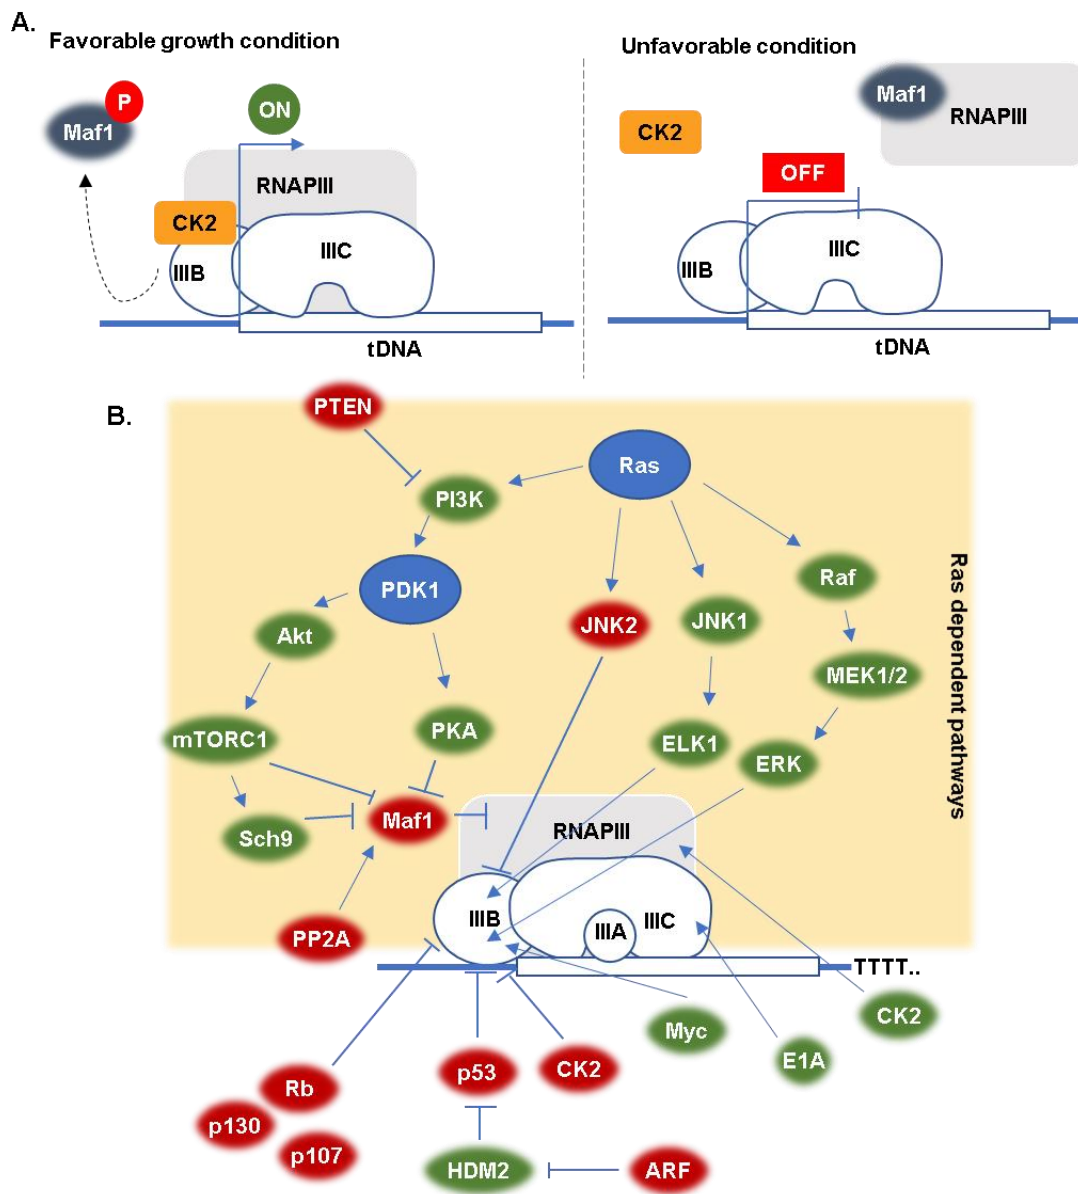 A.
Favorable growth condition
Unfavorable condition
P
Maf1
ON
RNAPIII
CK2
IIIB
IIIC
tDNA
Maf1
RNAPIII
CK2
OFF
IIIC
IIIB
tDNA
B.
PTEN
Ras
PI3K
PDK1
Raf
Akt
JNK2
JNK1
MEK1/2
mTORC1
PKA
ELK1
ERK
Sch9
Maf1
RNAPIII
IIIB
IIIA
IIIC
PP2A
Ras dependent pathways
TTTT..
CK2
Myc
E1A
p53
CK2
Rb
p130
p107
HDM2
ARF